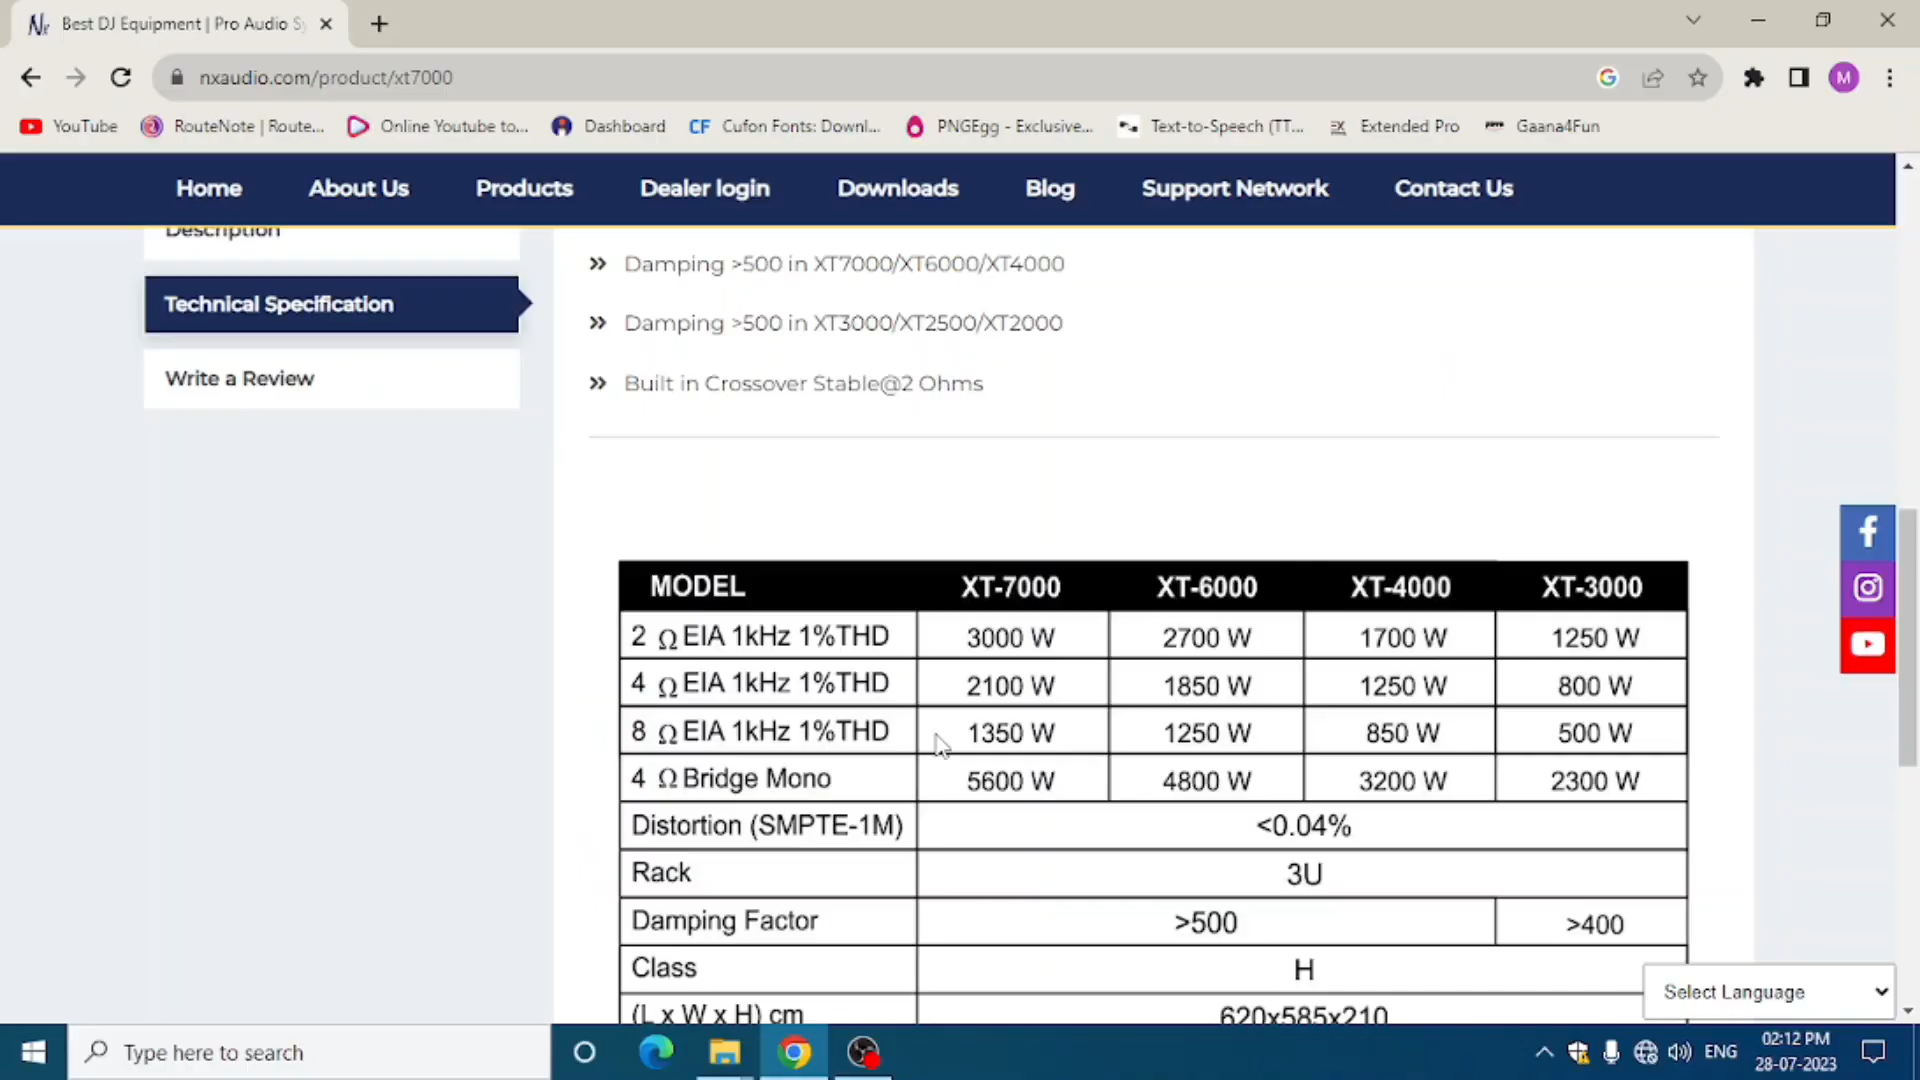 Best DJ Equipment | Pro Audio S
nxaudio.com/product/xt7000
M
YouTube
RouteNote | Route...
Online Youtube to...
Dashboard
CF Cufon Fonts: Downl...
PNGEgg - Exclusive...
Text-to-Speech (TT...
Extended Pro
Gaana4Fun
Home About Us Products Dealer login Downloads Blog Support Network Contact Us
Description
Technical Specification
Write a Review
Damping >500 in XT7000/XT6000/XT4000
Damping >500 in XT3000/XT2500/XT2000
Built in Crossover Stable@2 Ohms
MODEL XT-7000 XT-6000 XT-4000 XT-3000
2 Ω EIA 1kHz 1%THD 3000 W 2700 W 1700 W 1250 W
4 Ω EIA 1kHz 1%THD 2100 W 1850 W 1250 W 800 W
8 Ω EIA 1kHz 1%THD 1350 W 1250 W 850 W 500 W
4 Ω Bridge Mono 5600 W 4800 W 3200 W 2300 W
Distortion (SMPTE-1M) <0.04%
Rack 3U
Damping Factor >500 >400
Class H
(L x W x H) cm 620x585x210
Select Language
Type here to search
ENG
02:12 PM
28-07-2023